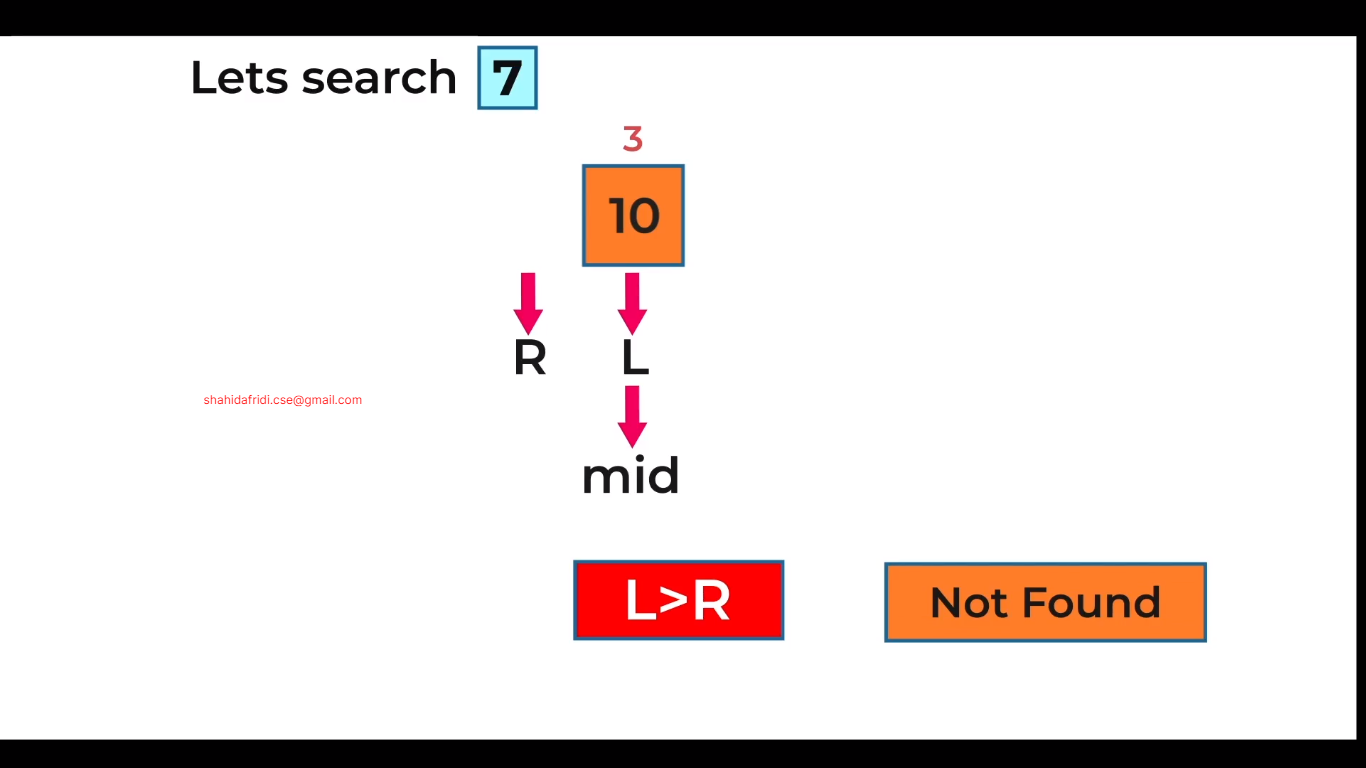 Lets search 7
3
10
R L
shahidafridi.cse@gmail.com
mid
L>R Not Found